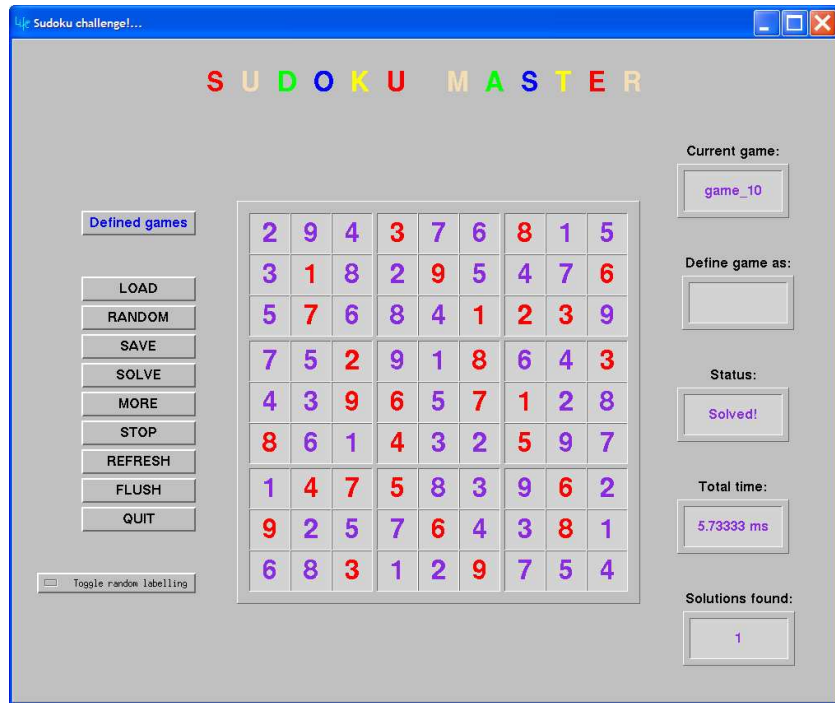 Sudoku challenge!...
SUDOKU MASTER
Current game:
game_10
Defined games
Define game as:
LOAD
RANDOM
SAVE
SOLVE
MORE
STOP
REFRESH
FLUSH
QUIT
Toggle random labelling
2 9 4 3 7 6 8 1 5
3 1 8 2 9 5 4 7 6
5 7 6 8 4 1 2 3 9
7 5 2 9 1 8 6 4 3
4 3 9 6 5 7 1 2 8
8 6 1 4 3 2 5 9 7
1 4 7 5 8 3 9 6 2
9 2 5 7 6 4 3 8 1
6 8 3 1 2 9 7 5 4
Status:
Solved!
Total time:
5.73333 ms
Solutions found:
1